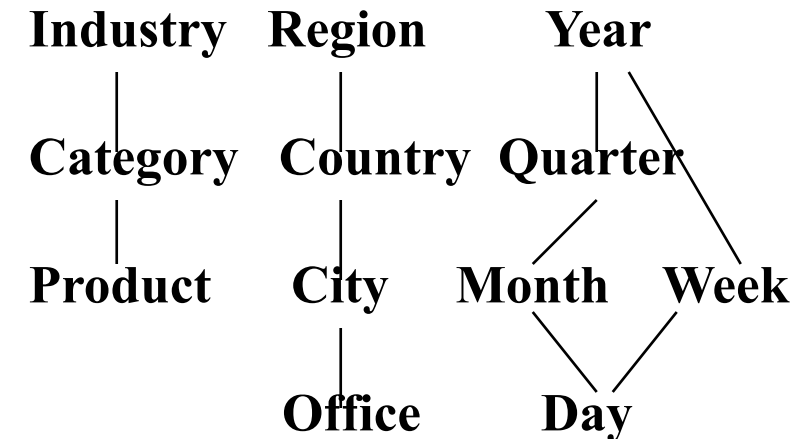 Industry Region Year
Category Country Quarter
Product City Month Week
Office Day